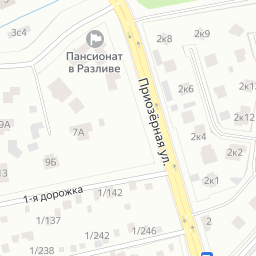 3с4
2к8
2к9
Пансионат
в Разливе
Приозёрная ул.
2к6
2к1
2к12
2к4
9А
7А
9Б
2к2
13
2к1
1-я дорожка
1/142
1/137
2
1/246
1/242
1/238